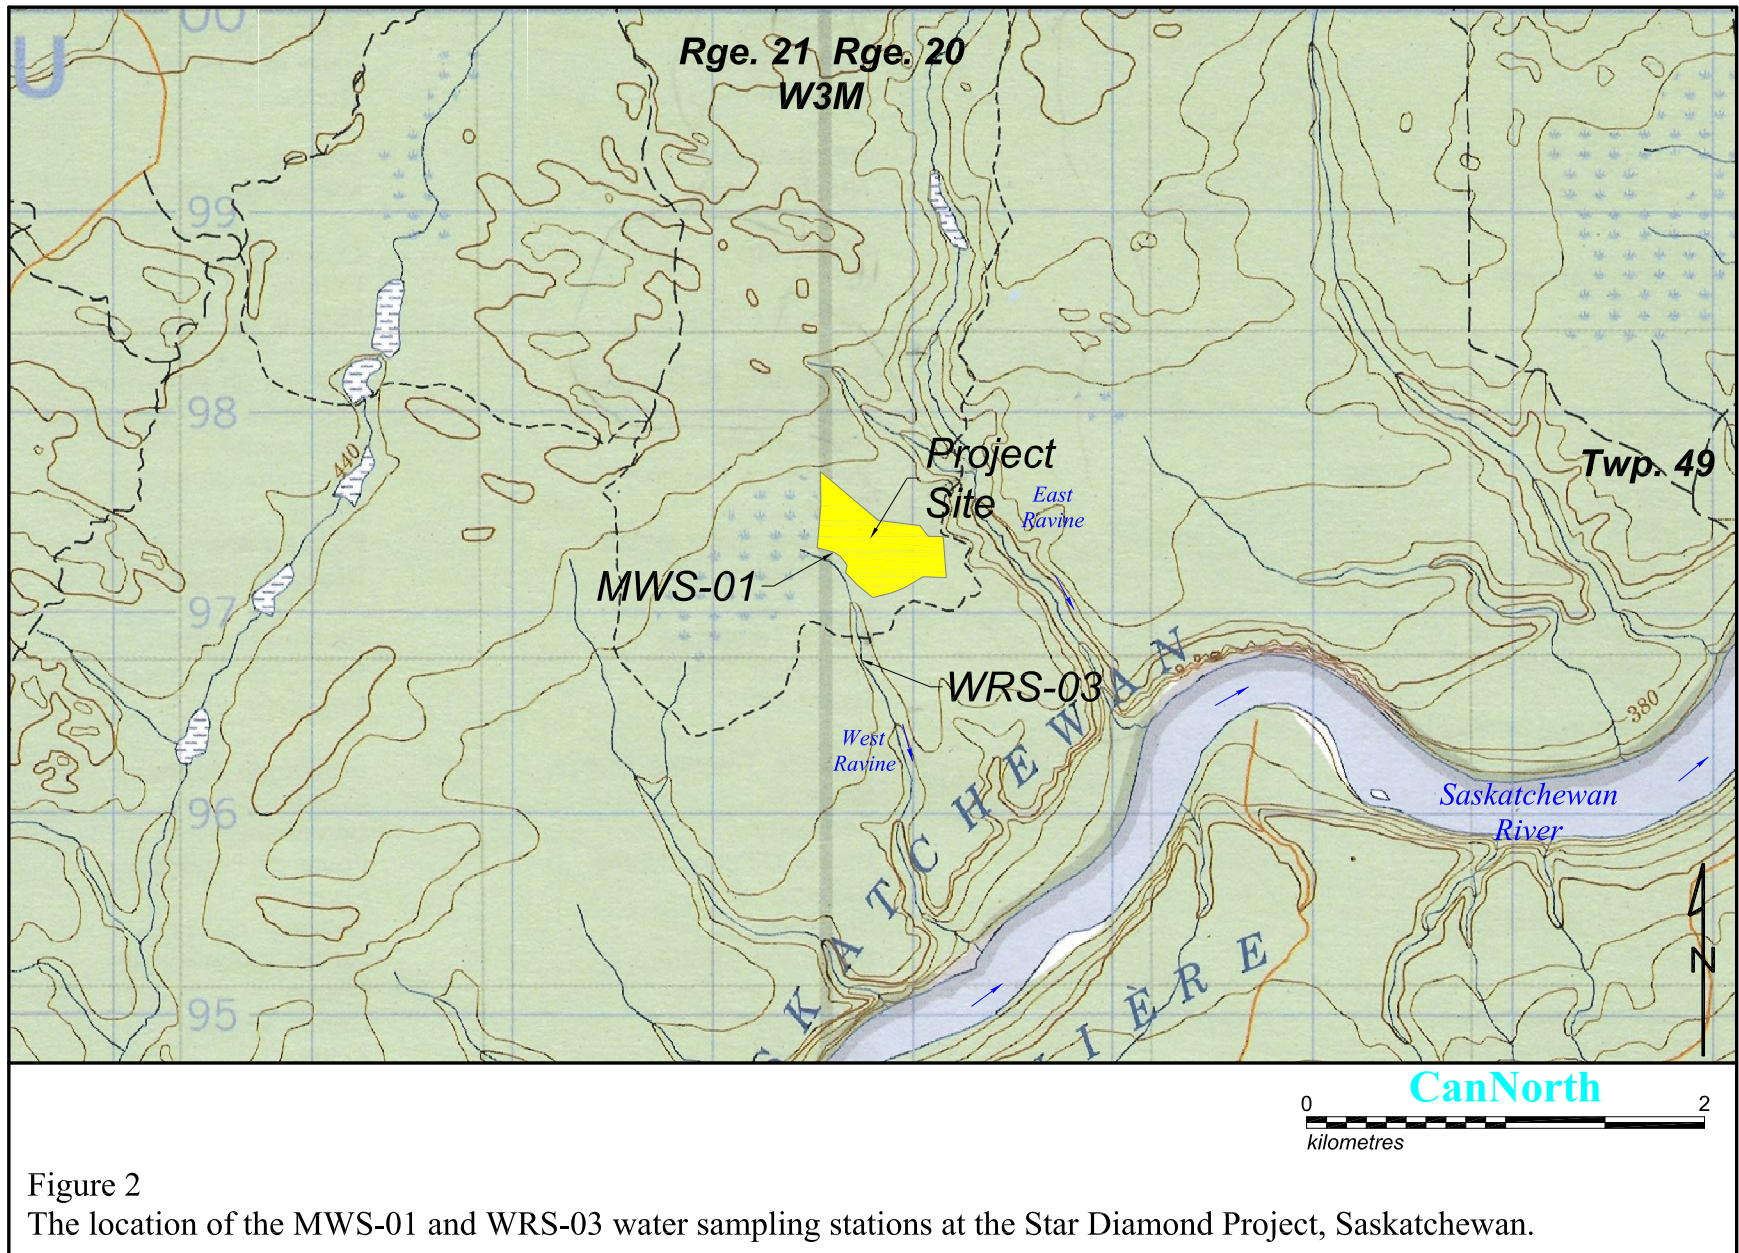 00
U
Rge. 21 Rge. 20
W3M
99
98
440
Project
Site
East
Ravine
Twp. 49
MWS-01
97
WRS-03
West
Ravine
380
96
Saskatchewan
River
S K A T C H E W A N
I È R E
95
N
CanNorth
0 2
kilometres
Figure 2
The location of the MWS-01 and WRS-03 water sampling stations at the Star Diamond Project, Saskatchewan.